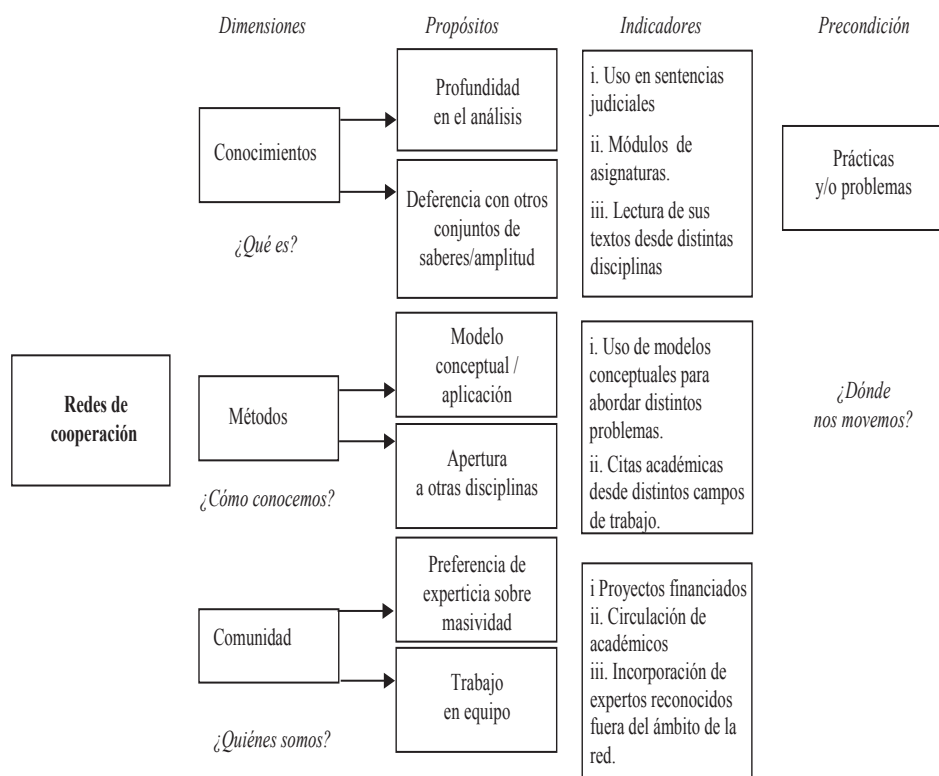 Dimensiones
Propósitos
Indicadores
Precondición
Redes de
cooperación
Conocimientos
¿Qué es?
Profundidad
en el análisis
Deferencia con otros
conjuntos de
saberes/amplitud
i. Uso en sentencias
judiciales
ii. Módulos de
asignaturas.
iii. Lectura de sus
textos desde distintas
disciplinas
Prácticas
y/o problemas
Métodos
¿Cómo conocemos?
Modelo
conceptual /
aplicación
Apertura
a otras disciplinas
i. Uso de modelos
conceptuales para
abordar distintos
problemas.
ii. Citas académicas
desde distintos campos
de trabajo.
¿Dónde
nos movemos?
Comunidad
¿Quiénes somos?
Preferencia de
experticia sobre
masividad
Trabajo
en equipo
i Proyectos financiados
ii. Circulación de
académicos
iii. Incorporación de
expertos reconocidos
fuera del ámbito de la
red.